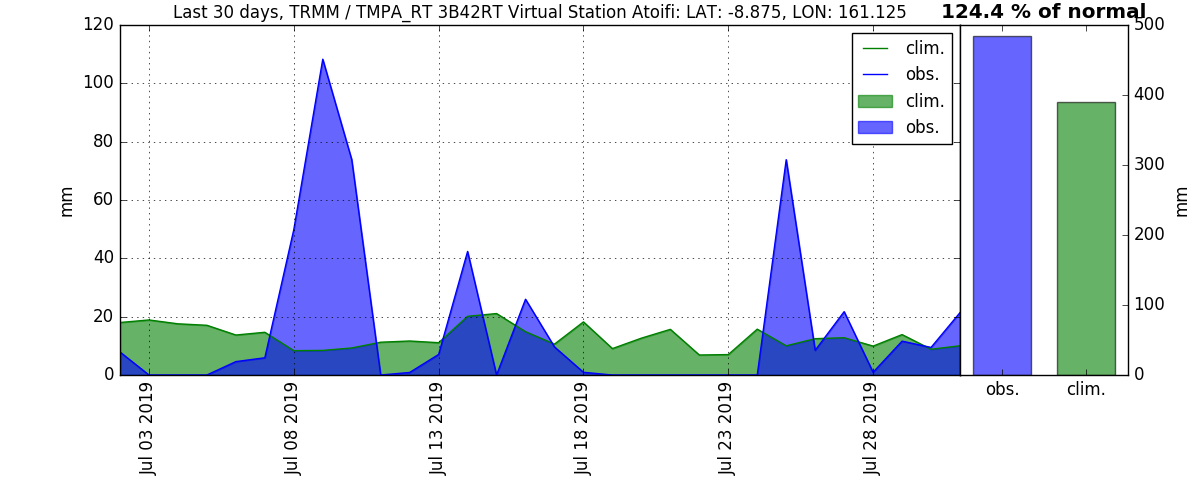 Last 30 days, TRMM / TMPA_RT 3B42RT Virtual Station Atoifi: LAT: -8.875, LON: 161.125
124.4 % of normal
120
100
80
60
40
20
0
mm
clim.
obs.
clim.
obs.
500
400
300
200
100
0
mm
Jul 03 2019
Jul 08 2019
Jul 13 2019
Jul 18 2019
Jul 23 2019
Jul 28 2019
obs.
clim.